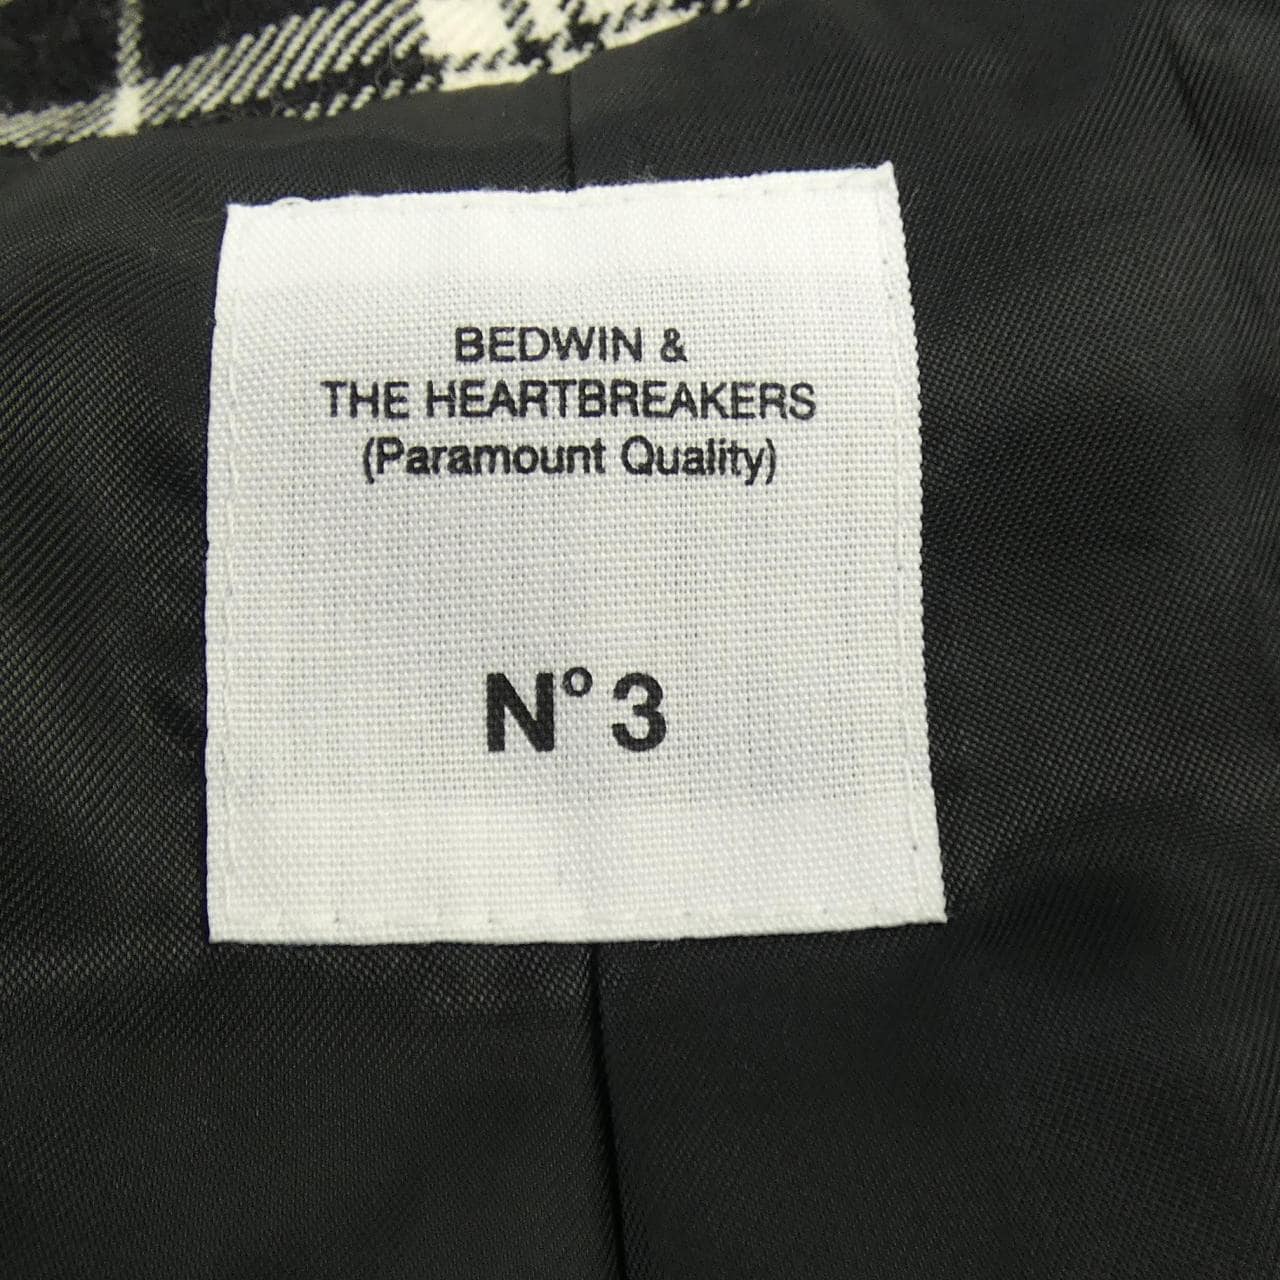 BEDWIN &
THE HEARTBREAKERS
(Paramount Quality)
N° 3